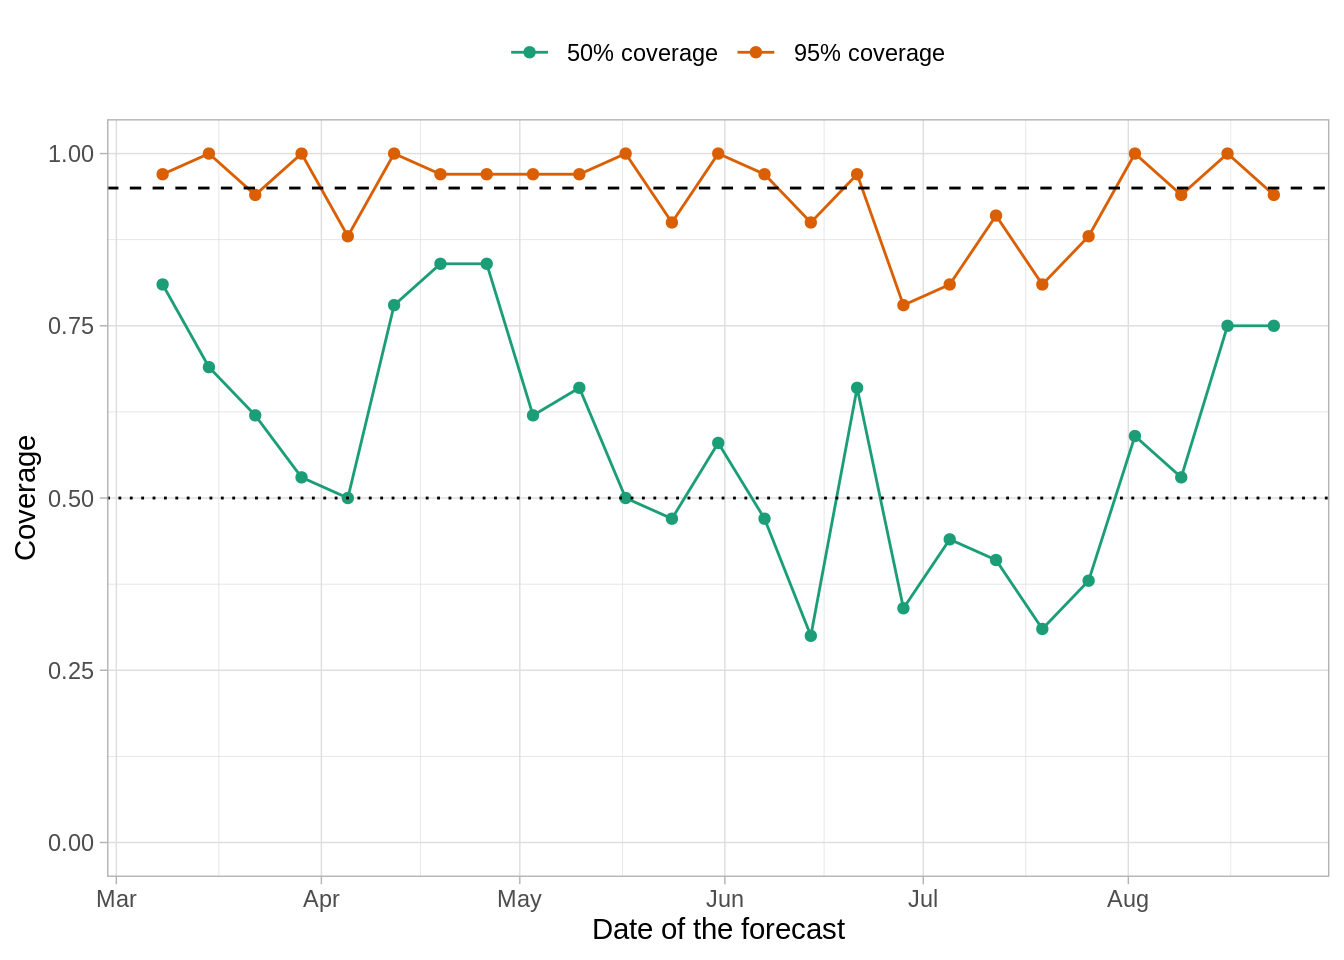 50% coverage 95% coverage
1.00
0.75
0.50
0.25
0.00
Coverage
Mar Apr May Jun Jul Aug
Date of the forecast